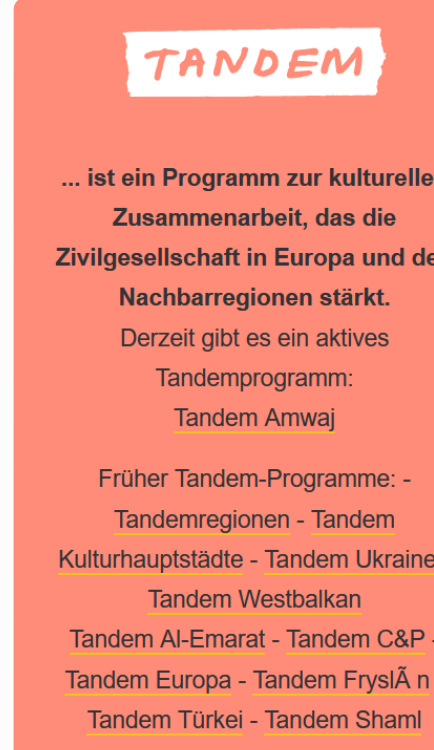 TANDEM
... ist ein Programm zur kulturelle
Zusammenarbeit, das die
Zivilgesellschaft in Europa und de
Nachbarregionen stärkt.
Derzeit gibt es ein aktives
Tandemprogramm:
Tandem Amwaj
Früher Tandem-Programme: -
Tandemregionen - Tandem
Kulturhauptstädte - Tandem Ukraine
Tandem Westbalkan
Tandem Al-Emarat - Tandem C&P -
Tandem Europa - Tandem FryslÃ n
Tandem Türkei - Tandem Shaml